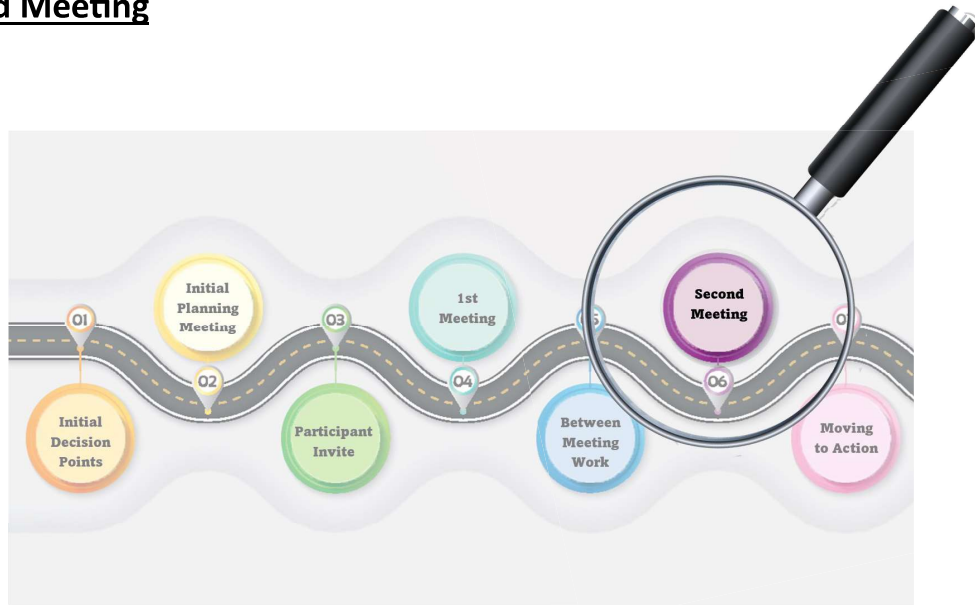 d Meeting
01
Initial
Decision
Points
Initial
Planning
Meeting
02
03
Participant
Invite
1st
Meeting
04
Between
Meeting
Work
Second
Meeting
06
Moving
to Action